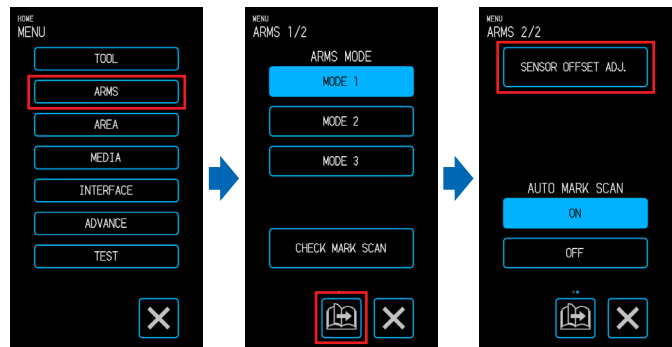 HOME
MENU
TOOL
ARMS
AREA
MEDIA
INTERFACE
ADVANCE
TEST
MENU
ARMS 1/2
ARMS MODE
MODE 1
MODE 2
MODE 3
CHECK MARK SCAN
MENU
ARMS 2/2
SENSOR OFFSET ADJ.
AUTO MARK SCAN
ON
OFF